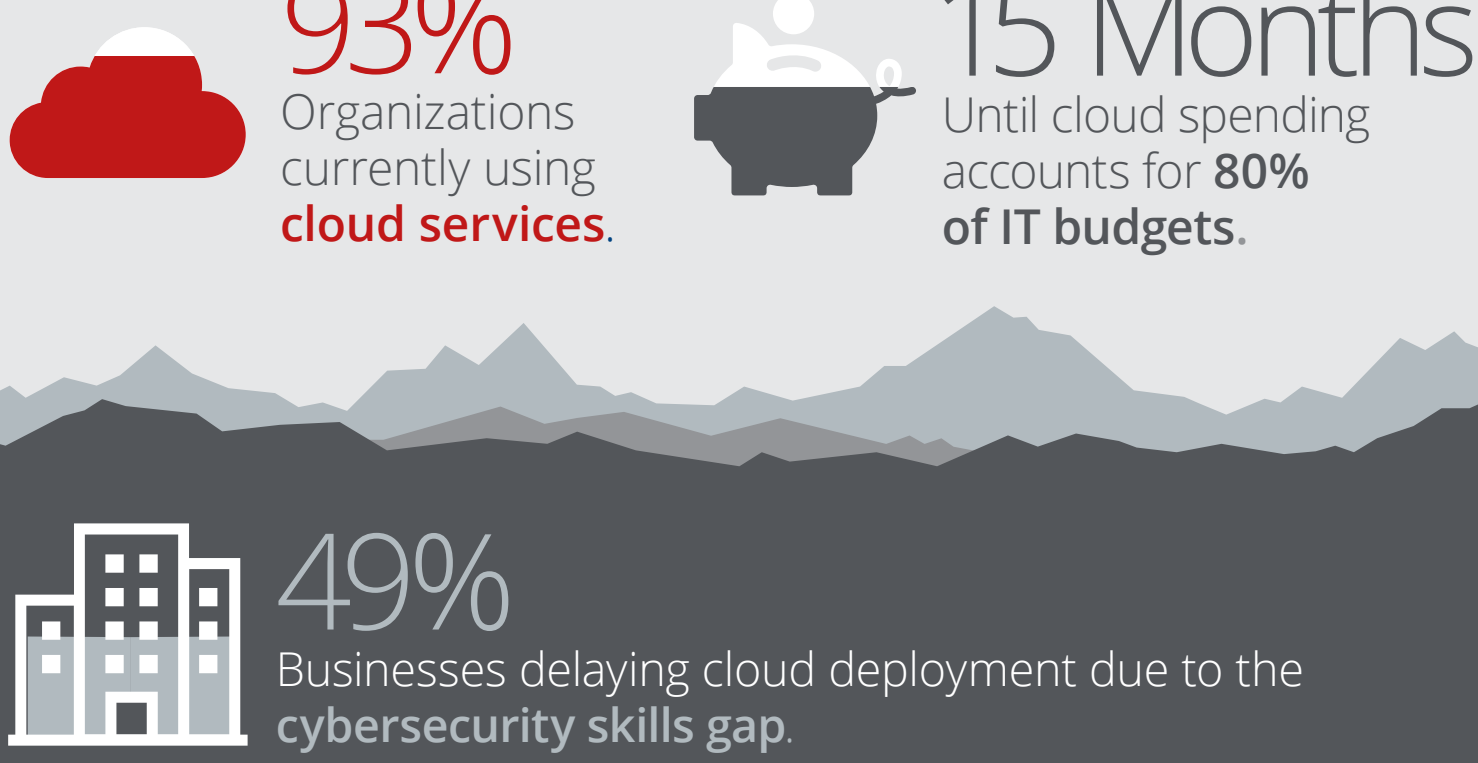 93%
Organizations
currently using
cloud services.
15 Months
Until cloud spending
accounts for 80%
of IT budgets.
49%
Businesses delaying cloud deployment due to the
cybersecurity skills gap.